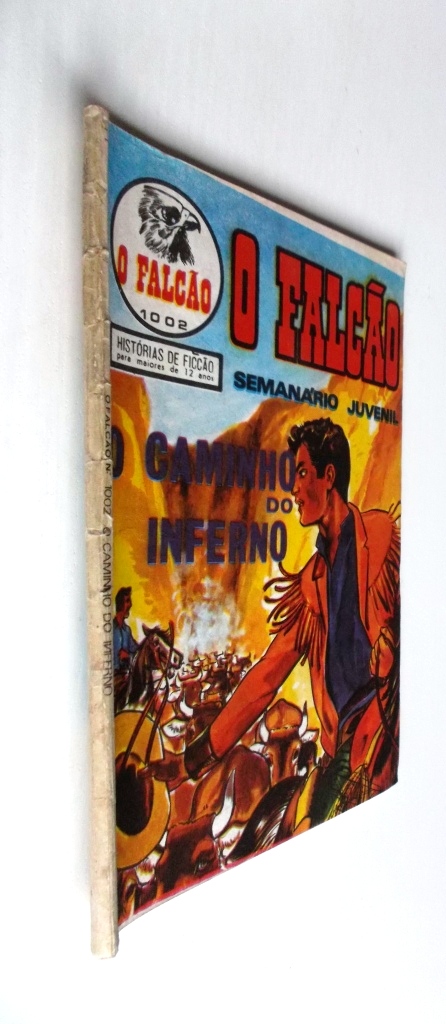 O FALCÃO
1002
HISTÓRIAS DE FICÇÃO
para maiores de 12 anos
O FALCÃO
SEMANÁRIO JUVENIL
O CAMINHO
DO
INFERNO
O FALCÃO Nº 1002 O CAMINHO DO INFERNO